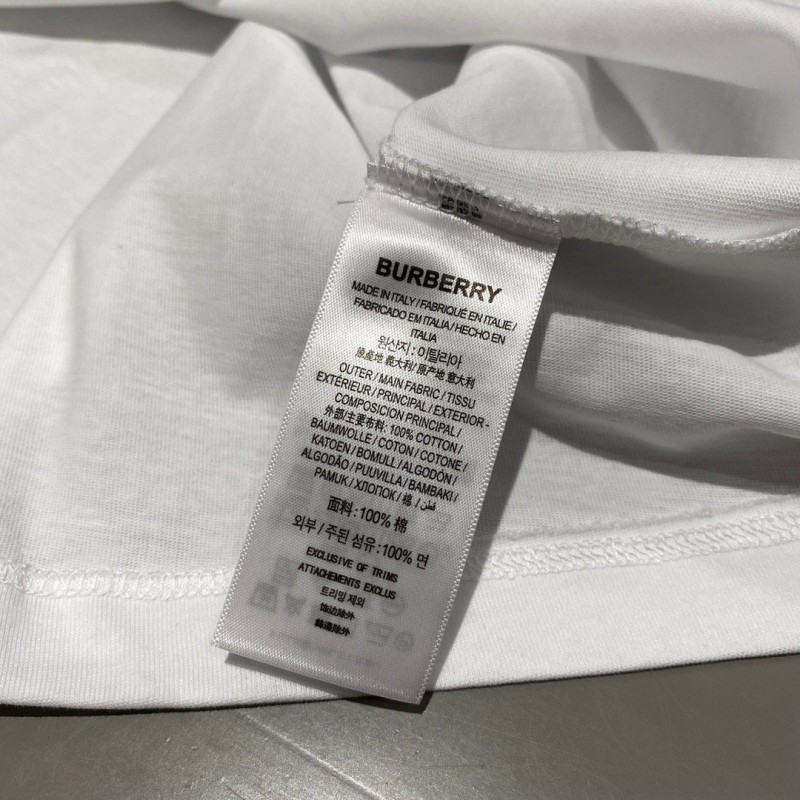 BURBERRY
MADE IN ITALY/FABRIQUÉ EN ITALIE/
FABRICADO EM ITALIA/HECHO EN
ITALIA
원산지:이탈리아
原產地 義大利/原产地 意大利
OUTER/MAIN FABRIC/TISSU
EXTÉRIEUR/PRINCIPAL/EXTERIOR-
COMPOSICION PRINCIPAL/
外部/主要布料:100% COTTON/
BAUMWOLLE/COTON/COTONE/
KATOEN/BOMULL/ALGODÓN/
ALGODÃO/PUUVILLA/BAMBAKI/
PAMUK/ХЛОПОК/棉/قطن
面料:100% 棉
외부/주된 섬유:100% 면
EXCLUSIVE OF TRIMS
ATTACHEMENTS EXCLUS
트리밍 제외
饰边除外